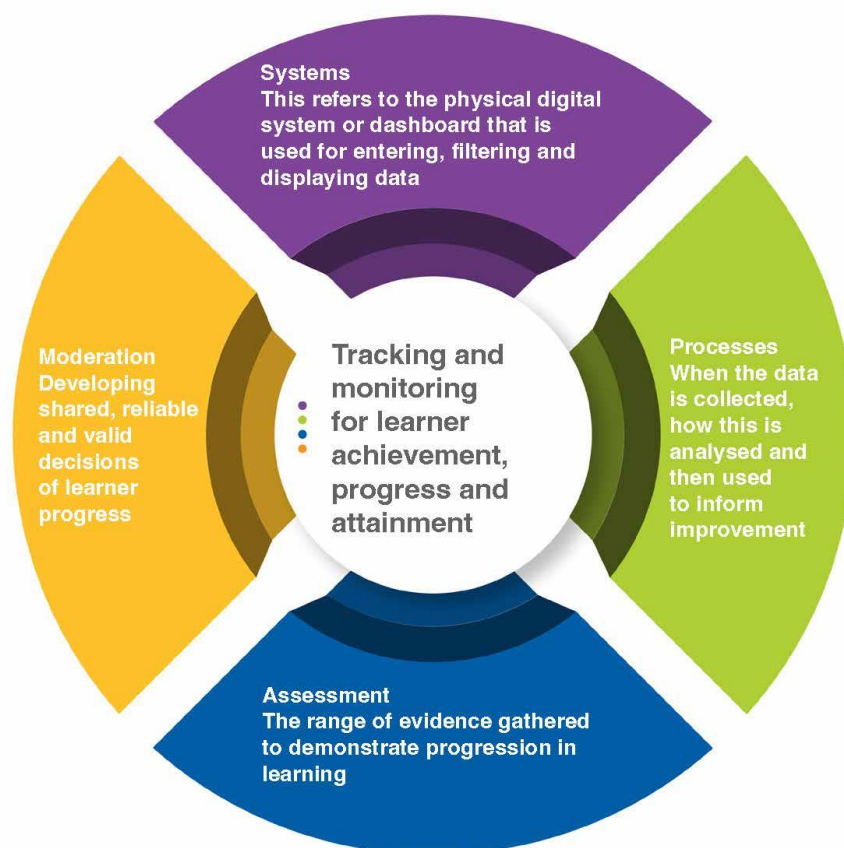 Systems
This refers to the physical digital
system or dashboard that is
used for entering, filtering and
displaying data
Moderation
Developing
shared, reliable
and valid
decisions
of learner
progress
Tracking and
monitoring
for learner
achievement,
progress and
attainment
Processes
When the data
is collected,
how this is
analysed and
then used
to inform
improvement
Assessment
The range of evidence gathered
to demonstrate progression in
learning